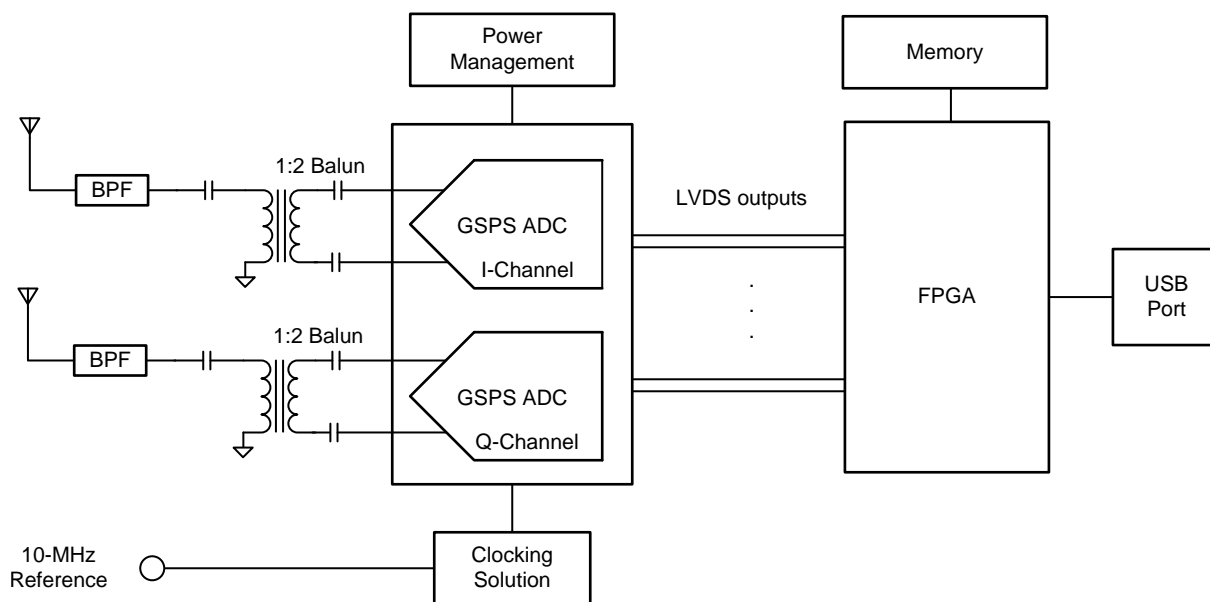 Power
Management
Memory
1:2 Balun
BPF
GSPS ADC
I-Channel
LVDS outputs
.
.
.
FPGA
USB
Port
1:2 Balun
BPF
GSPS ADC
Q-Channel
10-MHz
Reference
Clocking
Solution